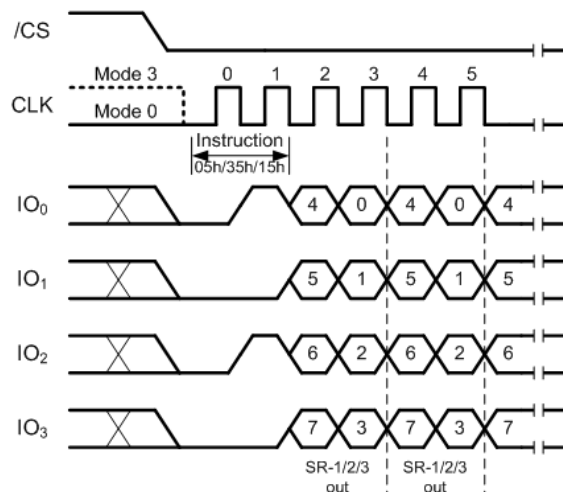 /CS
Mode 3
0 1 2 3 4 5
CLK
Mode 0
Instruction
05h/35h/15h
IO0 4 0 4 0 4
IO1 5 1 5 1 5
IO2 6 2 6 2 6
IO3 7 3 7 3 7
SR-1/2/3 SR-1/2/3
out out